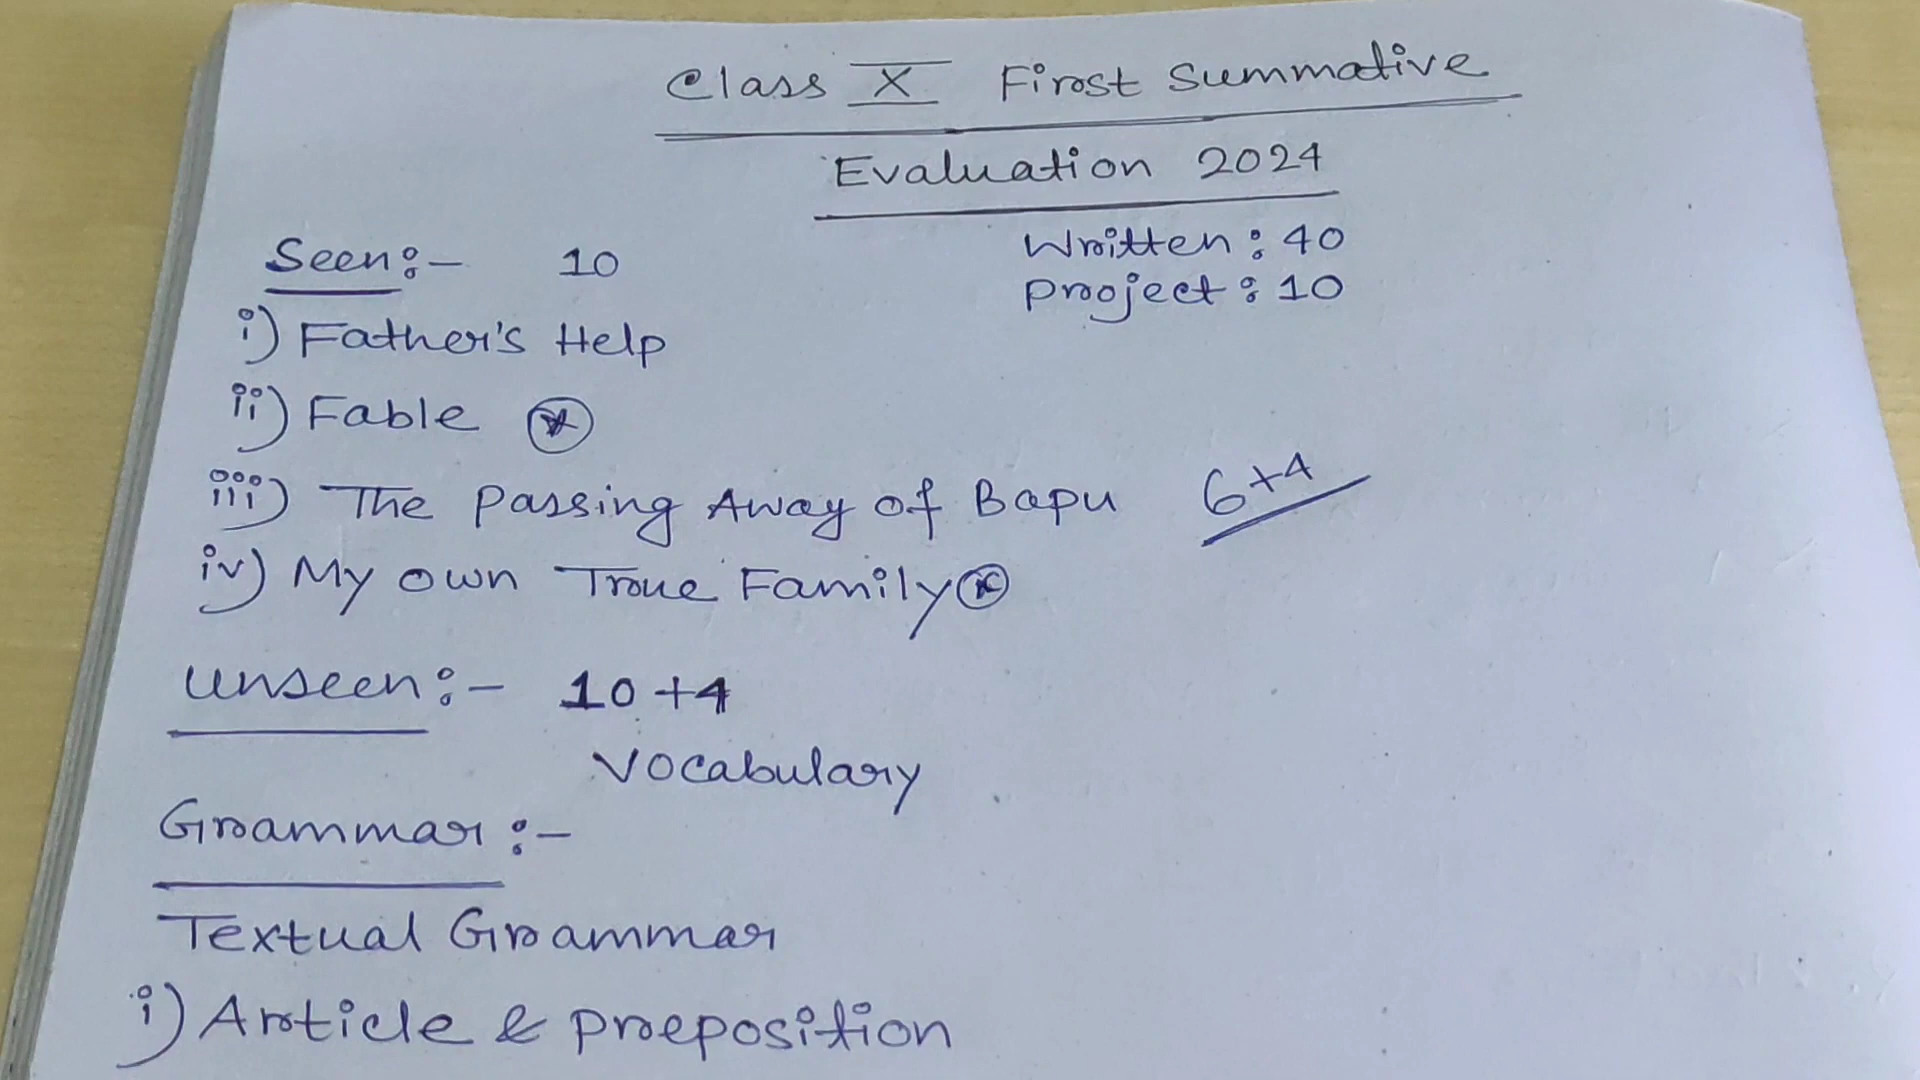 Class X First Summative
Evaluation 2024
Written: 40
Project: 10
Seen:- 10
i) Father's Help
ii) Fable
iii) The Passing Away of Bapu 6+4
iv) My own True Family
Unseen:- 10+4
Vocabulary
Grammar:-
Textual Grammar
i) Article & Preposition